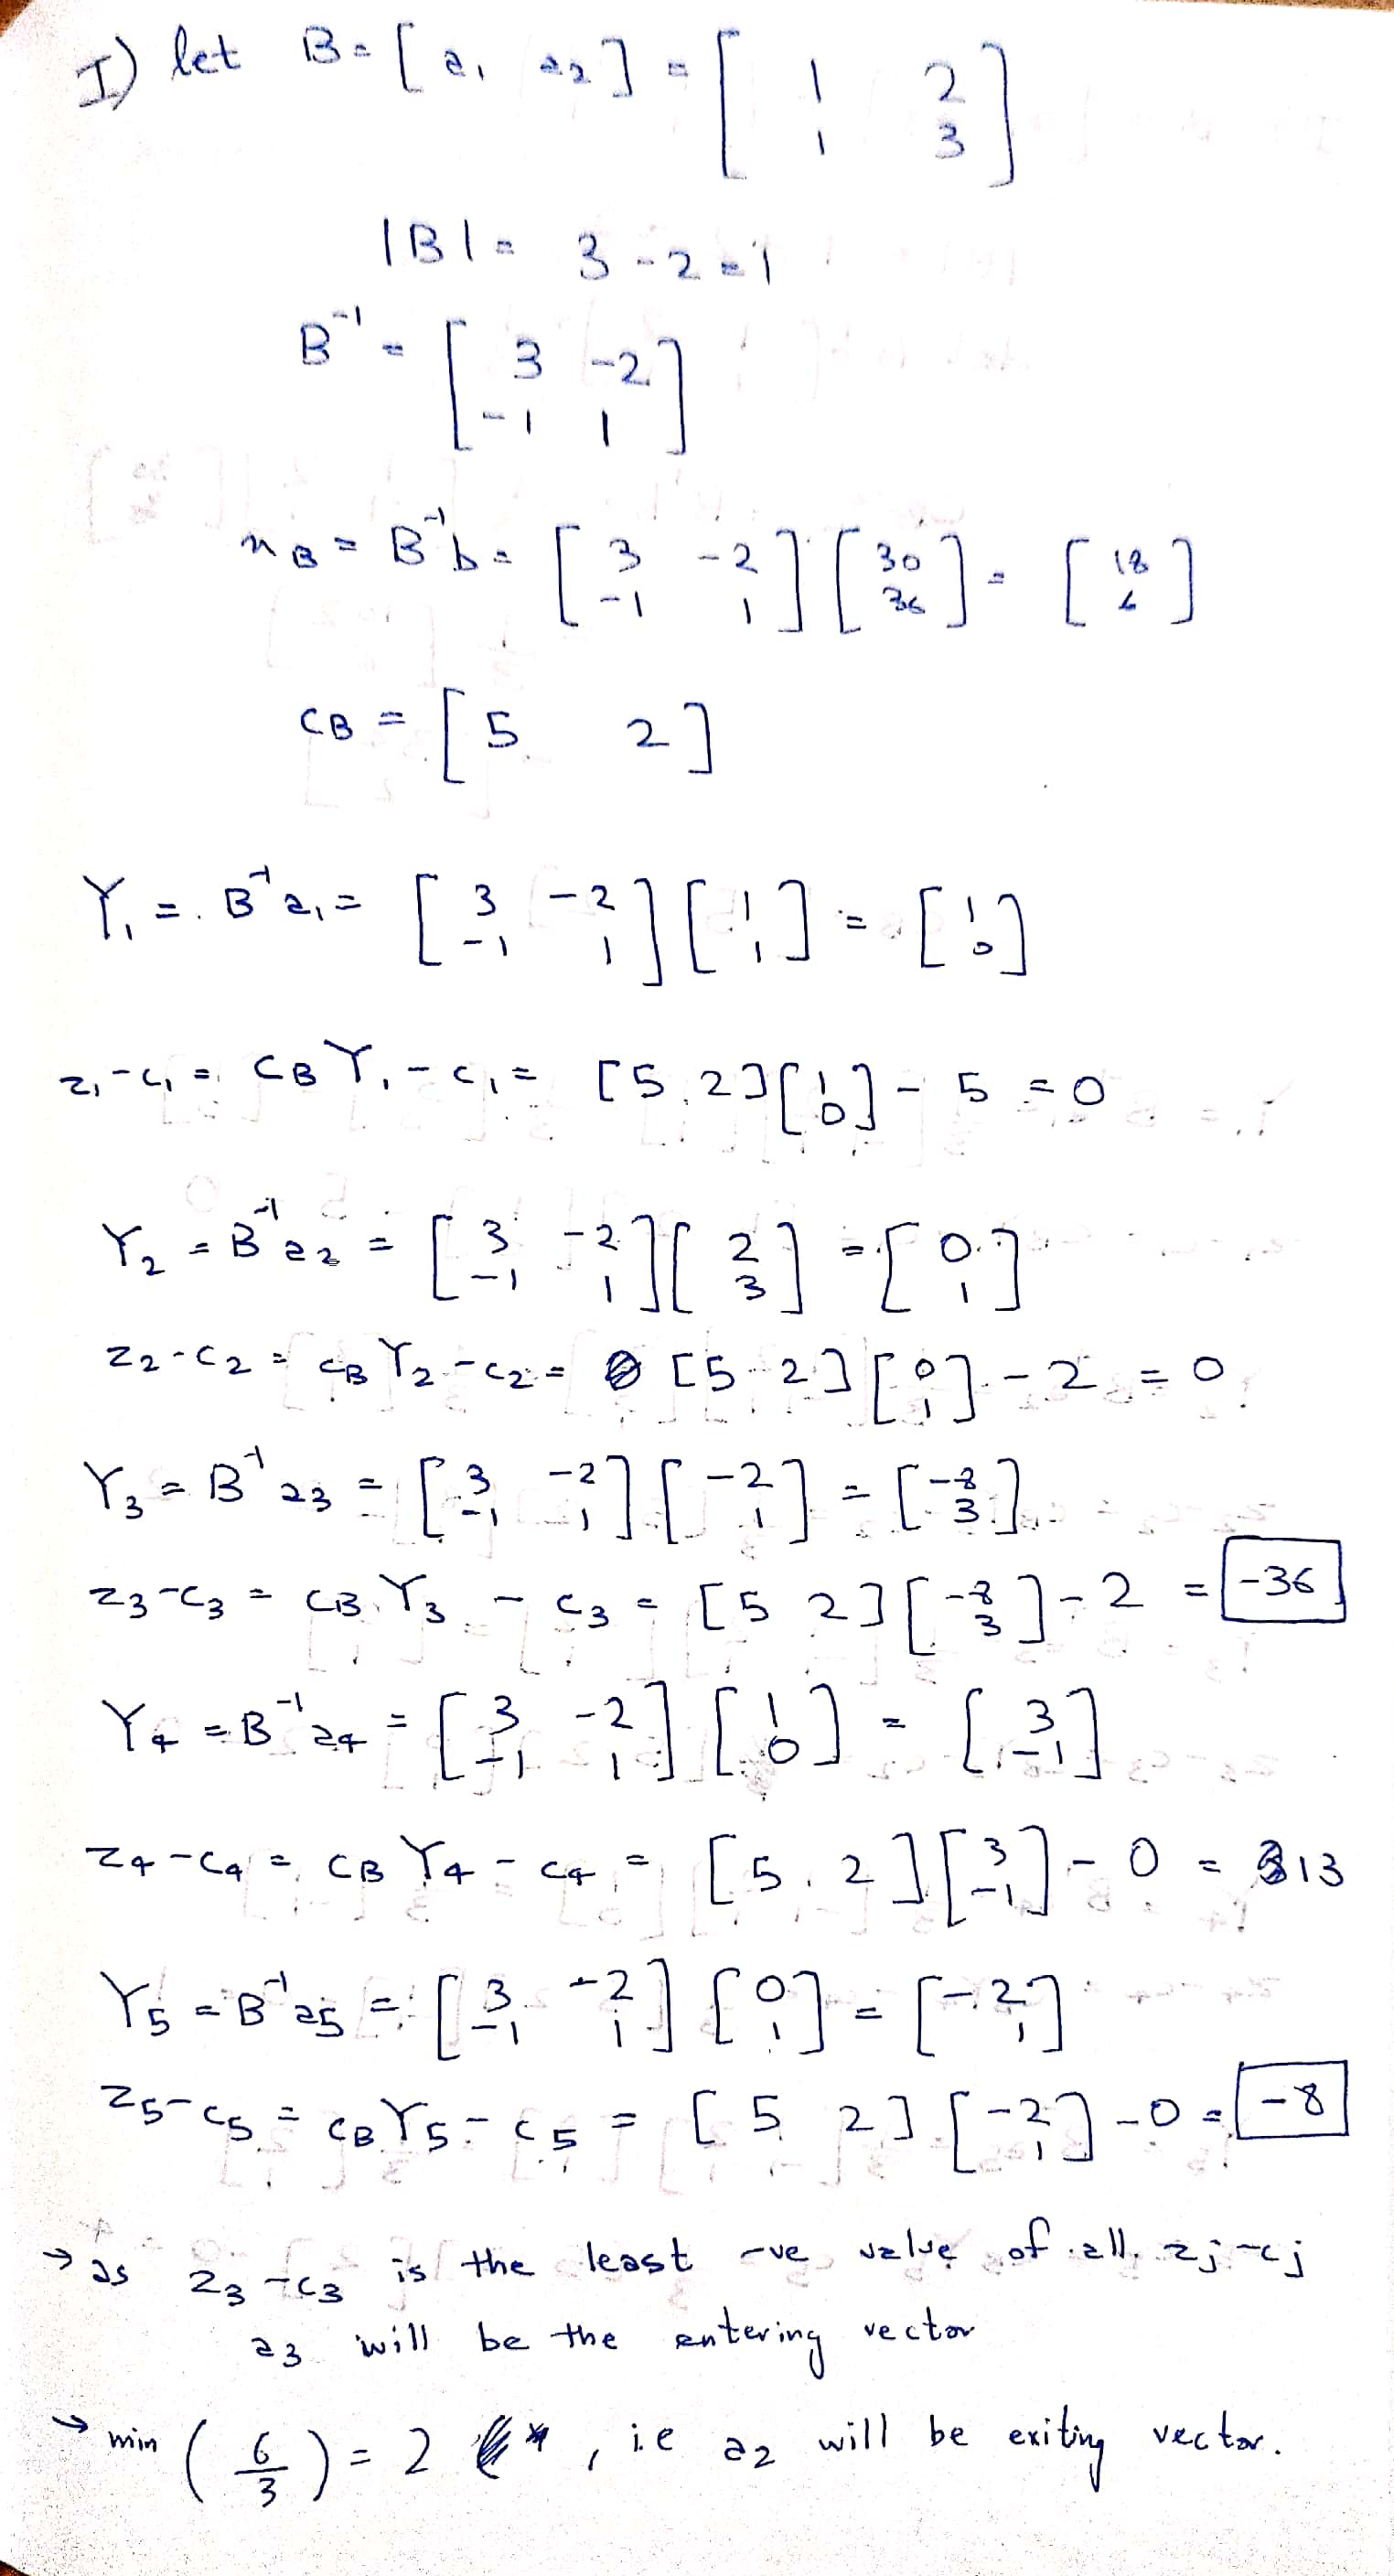 I) let B = [ a₁ a₂ ] = [ 1 2 ; 1 3 ]
|B| = 3 - 2 = 1
B⁻¹ = [ 3 -2 ; -1 1 ]
x_B = B⁻¹b = [ 3 -2 ; -1 1 ] [ 30 ; 36 ] = [ 18 ; 6 ]
c_B = [ 5 2 ]
Y₁ = B⁻¹a₁ = [ 3 -2 ; -1 1 ] [ 1 ; 1 ] = [ 1 ; 0 ]
z₁ - c₁ = c_B Y₁ - c₁ = [5, 2] [ 1 ; 0 ] - 5 = 0
Y₂ = B⁻¹a₂ = [ 3 -2 ; -1 1 ] [ 2 ; 3 ] = [ 0 ; 1 ]
z₂ - c₂ = c_B Y₂ - c₂ = [5 2] [ 0 ; 1 ] - 2 = 0
Y₃ = B⁻¹a₃ = [ 3 -2 ; -1 1 ] [ -2 ; 1 ] = [ -8 ; 3 ]
z₃ - c₃ = c_B Y₃ - c₃ = [5 2] [ -8 ; 3 ] - 2 = -36
Y₄ = B⁻¹a₄ = [ 3 -2 ; -1 1 ] [ 1 ; 0 ] = [ 3 ; -1 ]
z₄ - c₄ = c_B Y₄ - c₄ = [5, 2] [ 3 ; -1 ] - 0 = 13
Y₅ = B⁻¹a₅ = [ 3 -2 ; -1 1 ] [ 0 ; 1 ] = [ -2 ; 1 ]
z₅ - c₅ = c_B Y₅ - c₅ = [ 5 2 ] [ -2 ; 1 ] - 0 = -8
→ as z₃ - c₃ is the least -ve value of all zj - cj
a₃ will be the entering vector
→ min ( 6/3 ) = 2 , i.e a₂ will be exiting vector.